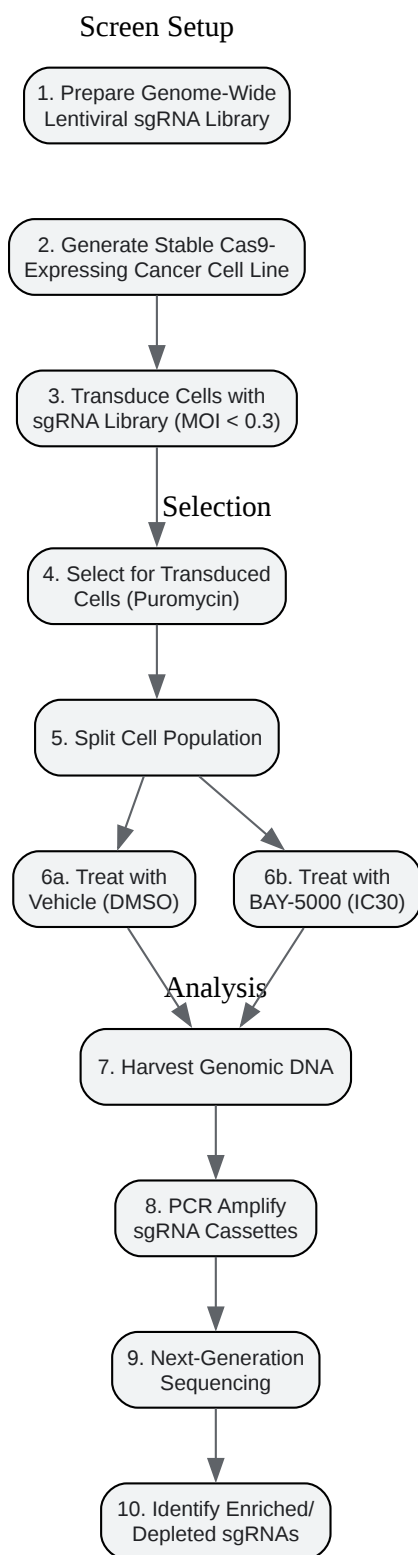 Screen Setup
1. Prepare Genome-Wide
Lentiviral sgRNA Library
2. Generate Stable Cas9-
Expressing Cancer Cell Line
3. Transduce Cells with
sgRNA Library (MOI < 0.3)
Selection
4. Select for Transduced
Cells (Puromycin)
5. Split Cell Population
6a. Treat with
Vehicle (DMSO)
6b. Treat with
BAY-5000 (IC30)
Analysis
7. Harvest Genomic DNA
8. PCR Amplify
sgRNA Cassettes
9. Next-Generation
Sequencing
10. Identify Enriched/
Depleted sgRNAs